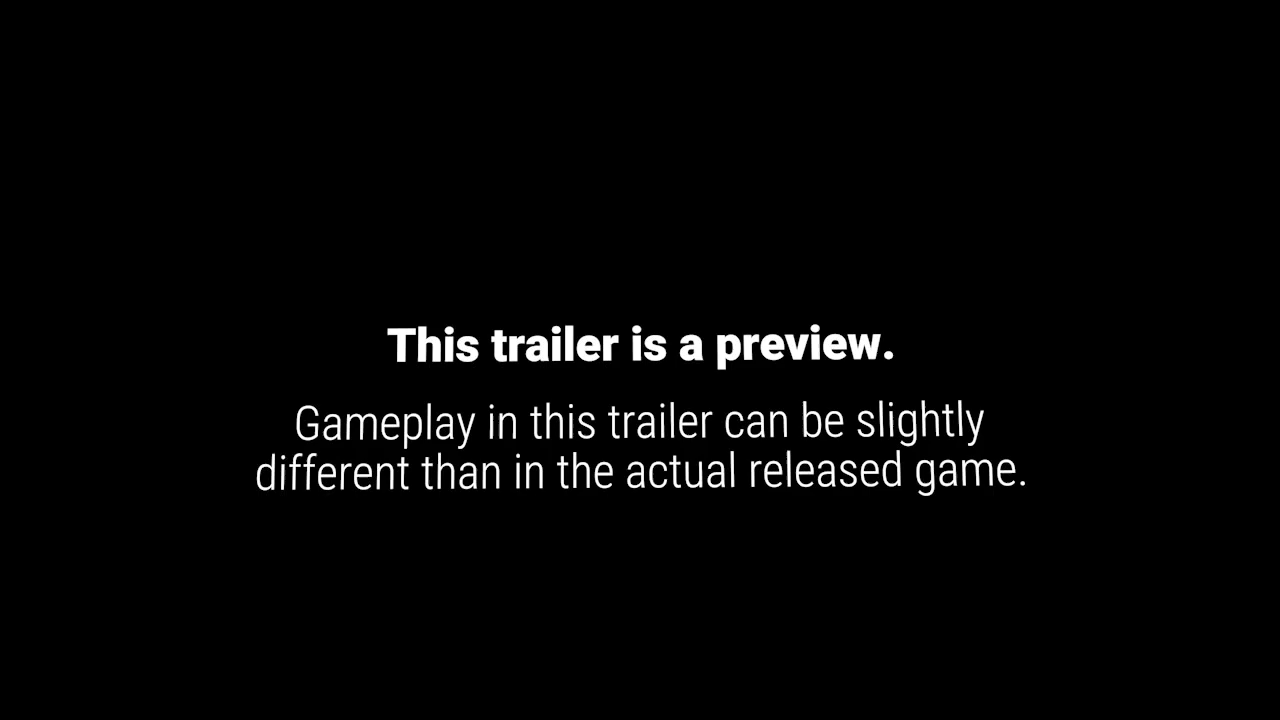 This trailer is a preview.
Gameplay in this trailer can be slightly
different than in the actual released game.